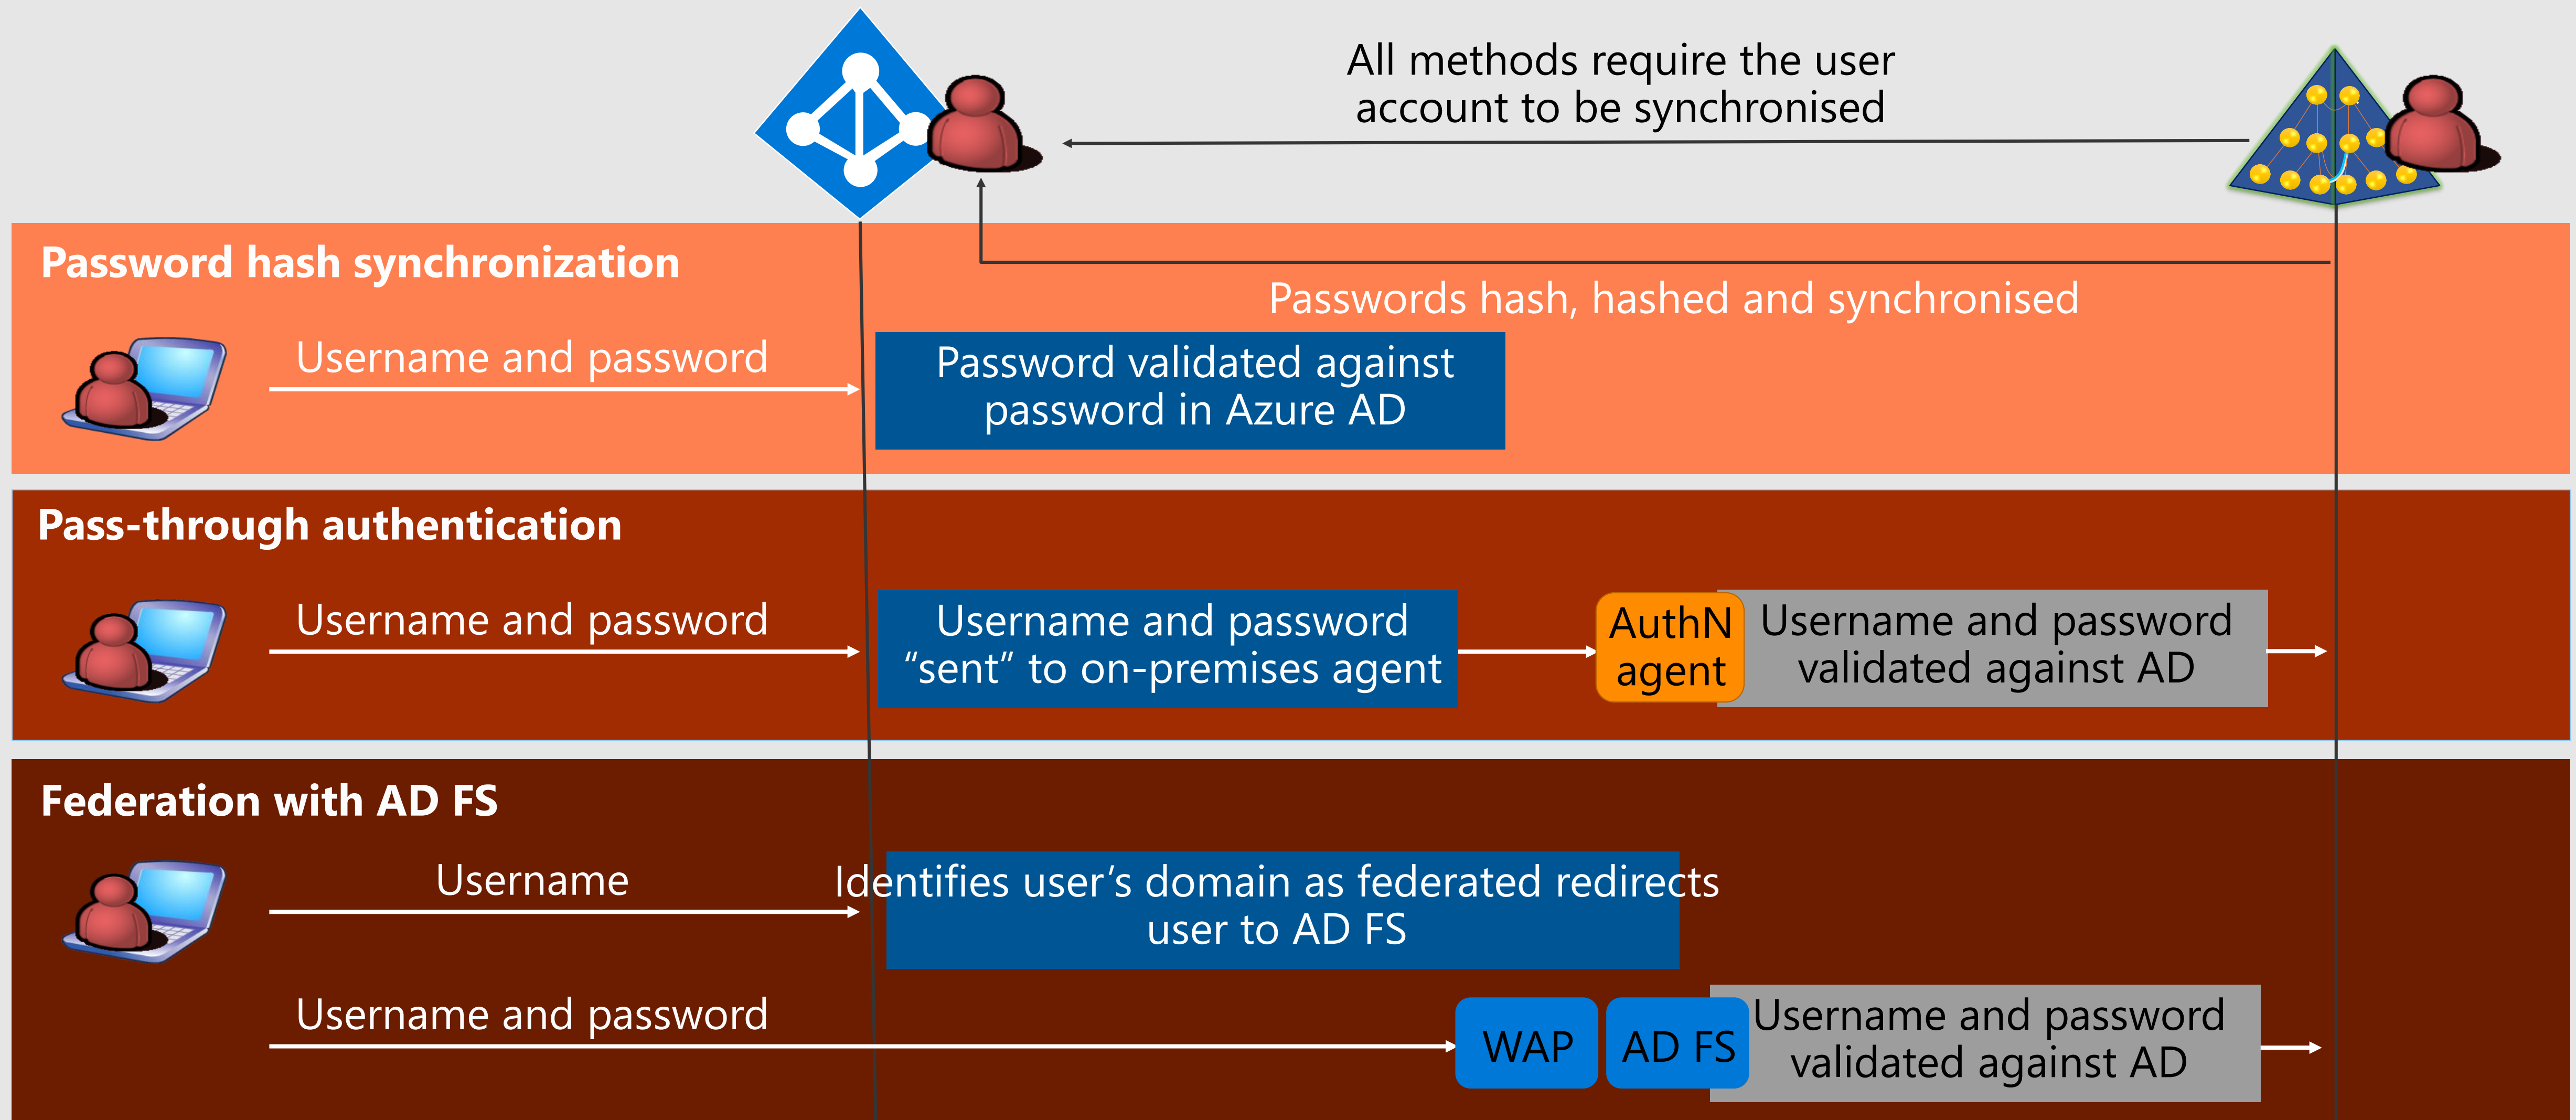 All methods require the user
account to be synchronised
Password hash synchronization
Passwords hash, hashed and synchronised
Username and password
Password validated against
password in Azure AD
Pass-through authentication
Username and password
Username and password
“sent” to on-premises agent
AuthN
agent
Username and password
validated against AD
Federation with AD FS
Username
Identifies user’s domain as federated redirects
user to AD FS
Username and password
WAP
AD FS
Username and password
validated against AD